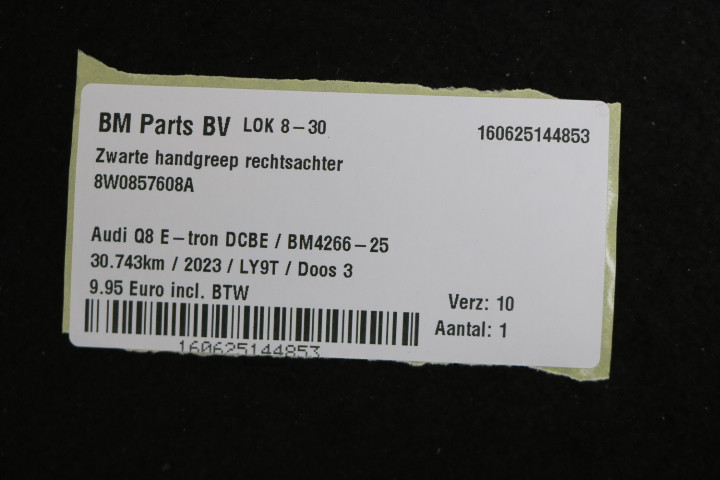 BM Parts BV LOK 8-30 160625144853
Zwarte handgreep rechtsachter
8W0857608A
Audi Q8 E-tron DCBE / BM4266-25
30.743km / 2023 / LY9T / Doos 3
9.95 Euro incl. BTW
Verz: 10
Aantal: 1
160625144853